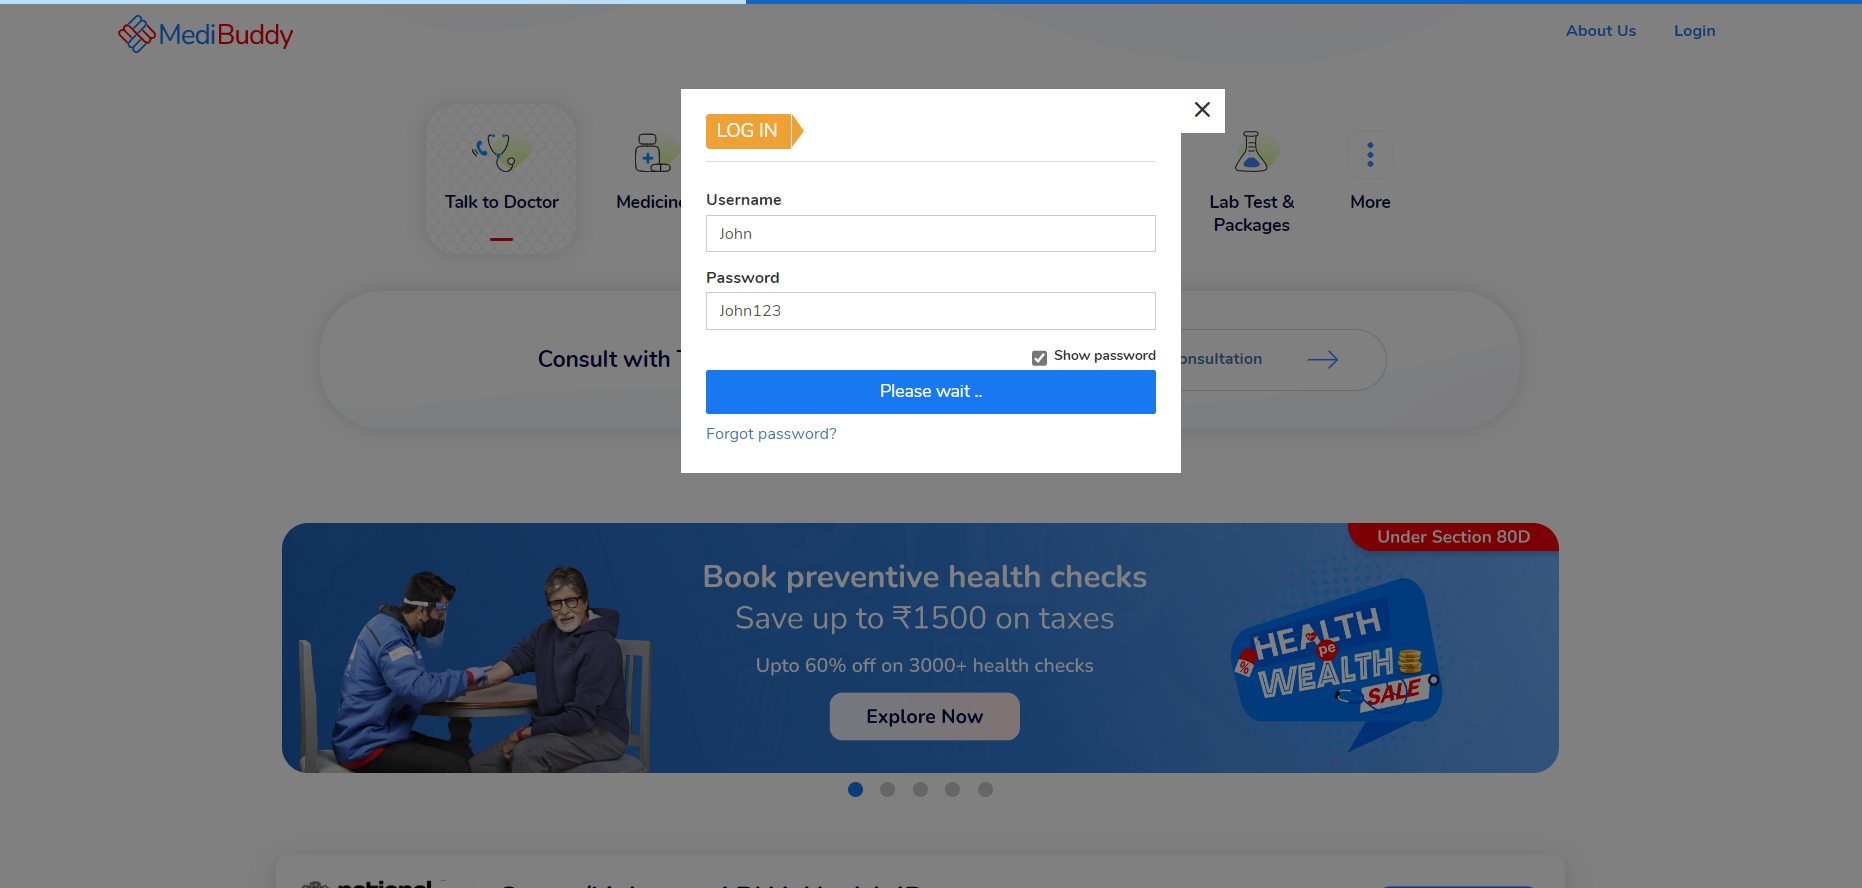 MediBuddy
About Us
Login
LOG IN
Talk to Doctor
Medicine
Lab Test &
Packages
More
Username
John
Password
John123
Show password
Please wait ..
Forgot password?
Consult with
onsultation
Under Section 80D
Book preventive health checks
Save up to ₹1500 on taxes
Upto 60% off on 3000+ health checks
Explore Now
HEALTH
pe
%
WEALTH
SALE